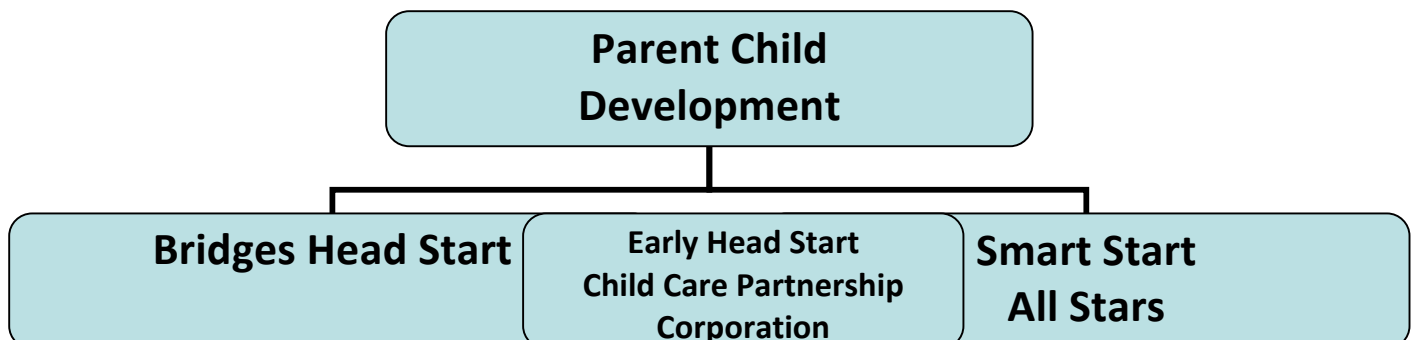 Parent Child
Development
Bridges Head Start
Early Head Start
Child Care Partnership
Corporation
Smart Start
All Stars